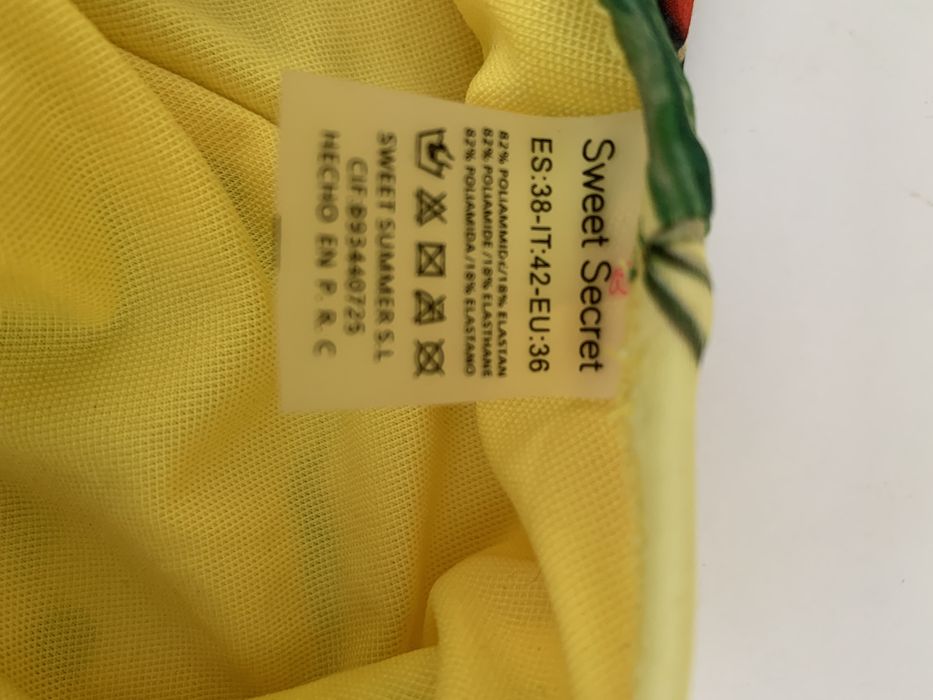 Sweet Secret
ES:38-IT:42-EU:36
82% POLIAMMIDE/18% ELASTAN
82% POLIAMIDE /18% ELASTHANE
82% POLIAMIDA/18% ELASTANO
SWEET SUMMER S.L
CIF B93440725
HECHO EN P. R. C